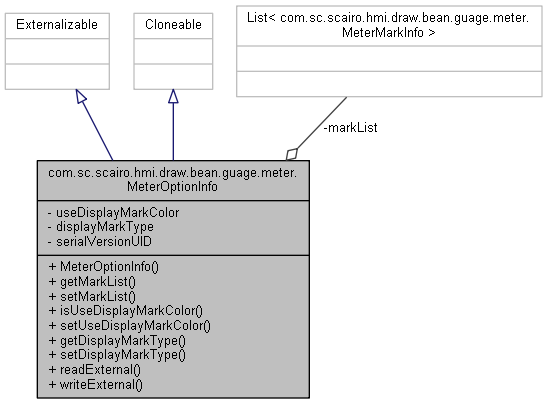 Externalizable
Cloneable
List< com.sc.scairo.hmi.draw.bean.guage.meter.
MeterMarkInfo >
-markList
com.sc.scairo.hmi.draw.bean.guage.meter.
MeterOptionInfo
- useDisplayMarkColor
- displayMarkType
- serialVersionUID
+ MeterOptionInfo()
+ getMarkList()
+ setMarkList()
+ isUseDisplayMarkColor()
+ setUseDisplayMarkColor()
+ getDisplayMarkType()
+ setDisplayMarkType()
+ readExternal()
+ writeExternal()